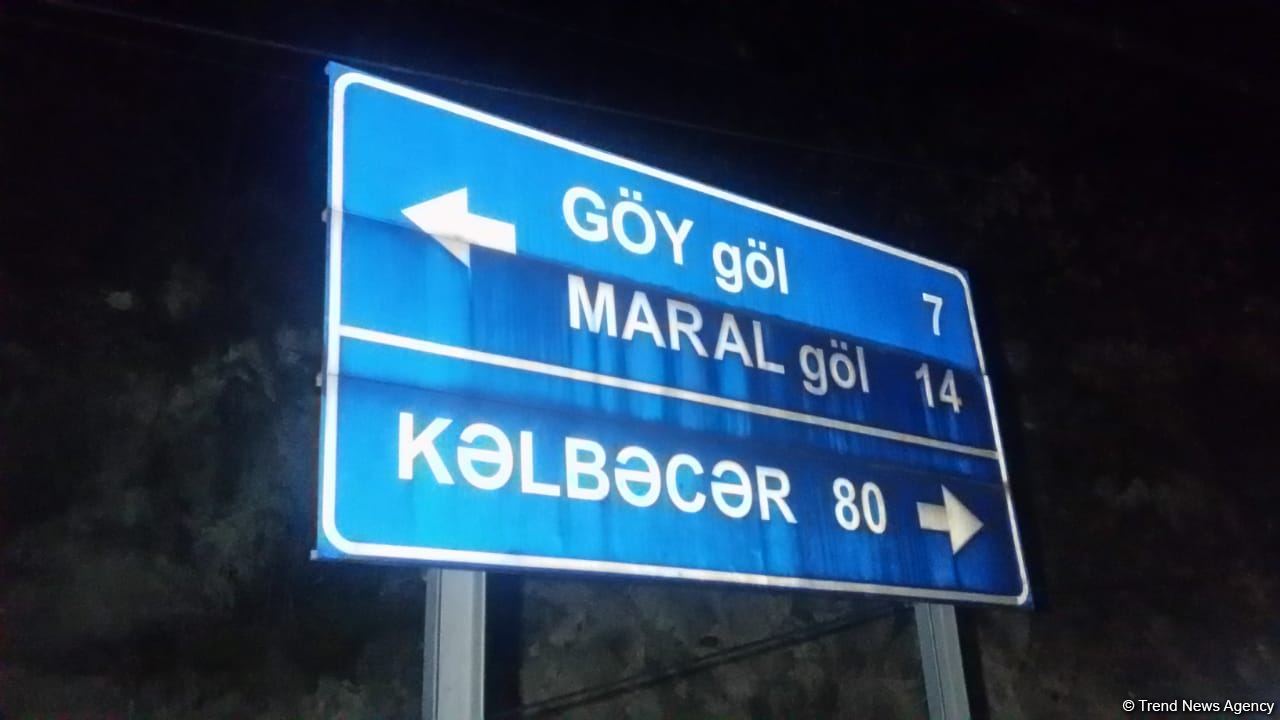 GÖY göl 7
MARAL göl 14
KƏLBƏCƏR 80
© Trend News Agency